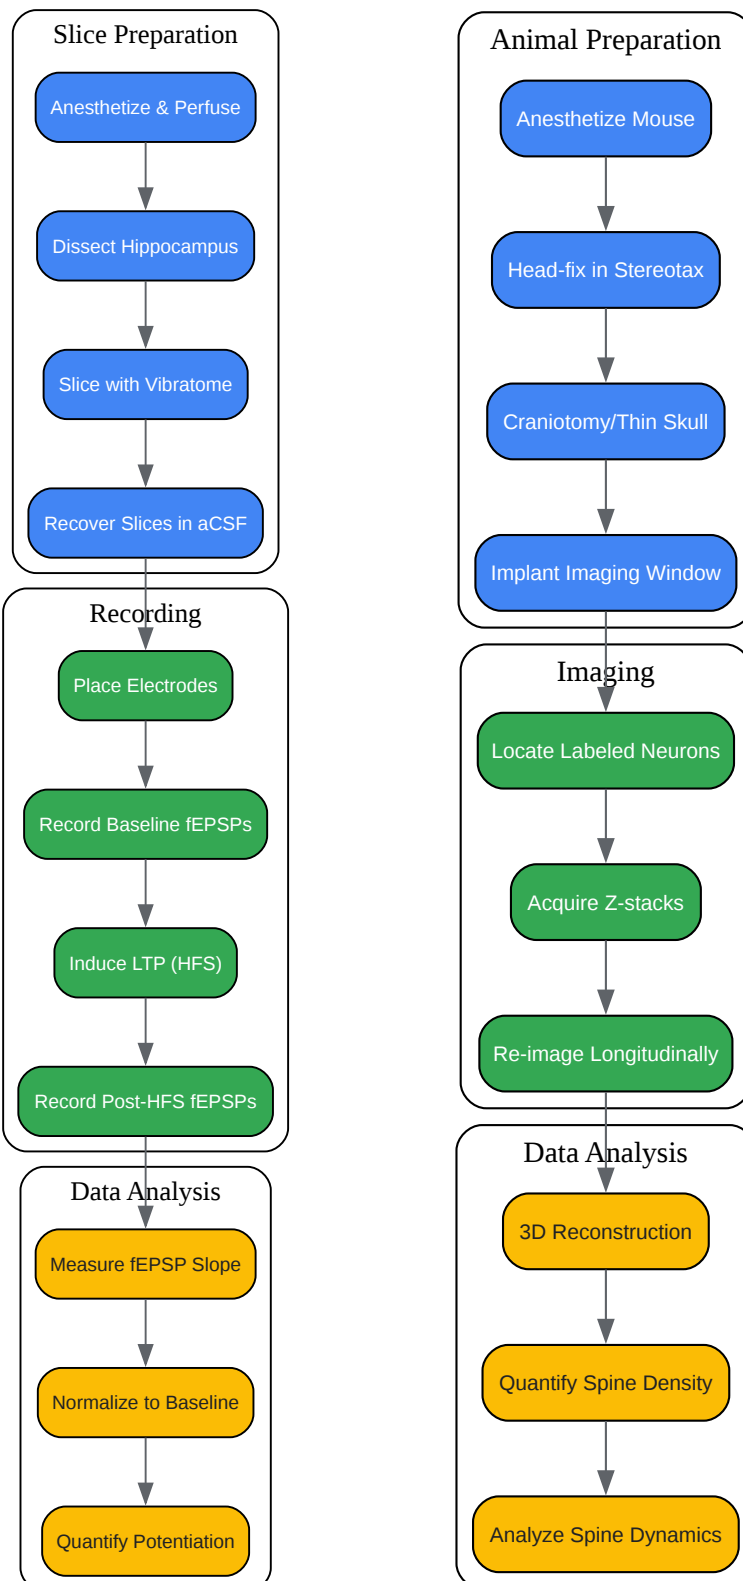 Slice Preparation
Anesthetize & Perfuse
Dissect Hippocampus
Slice with Vibratome
Recover Slices in aCSF
Recording
Place Electrodes
Record Baseline fEPSPs
Induce LTP (HFS)
Record Post-HFS fEPSPs
Data Analysis
Measure fEPSP Slope
Normalize to Baseline
Quantify Potentiation
Animal Preparation
Anesthetize Mouse
Head-fix in Stereotax
Craniotomy/Thin Skull
Implant Imaging Window
Imaging
Locate Labeled Neurons
Acquire Z-stacks
Re-image Longitudinally
Data Analysis
3D Reconstruction
Quantify Spine Density
Analyze Spine Dynamics